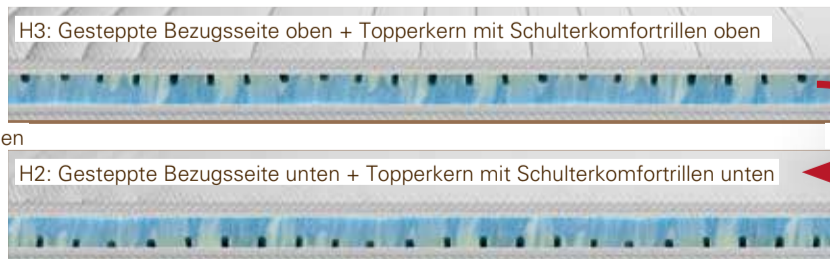 H3: Gesteppte Bezugsseite oben + Topperkern mit Schulterkomfortrillen oben
en
H2: Gesteppte Bezugsseite unten + Topperkern mit Schulterkomfortrillen unten